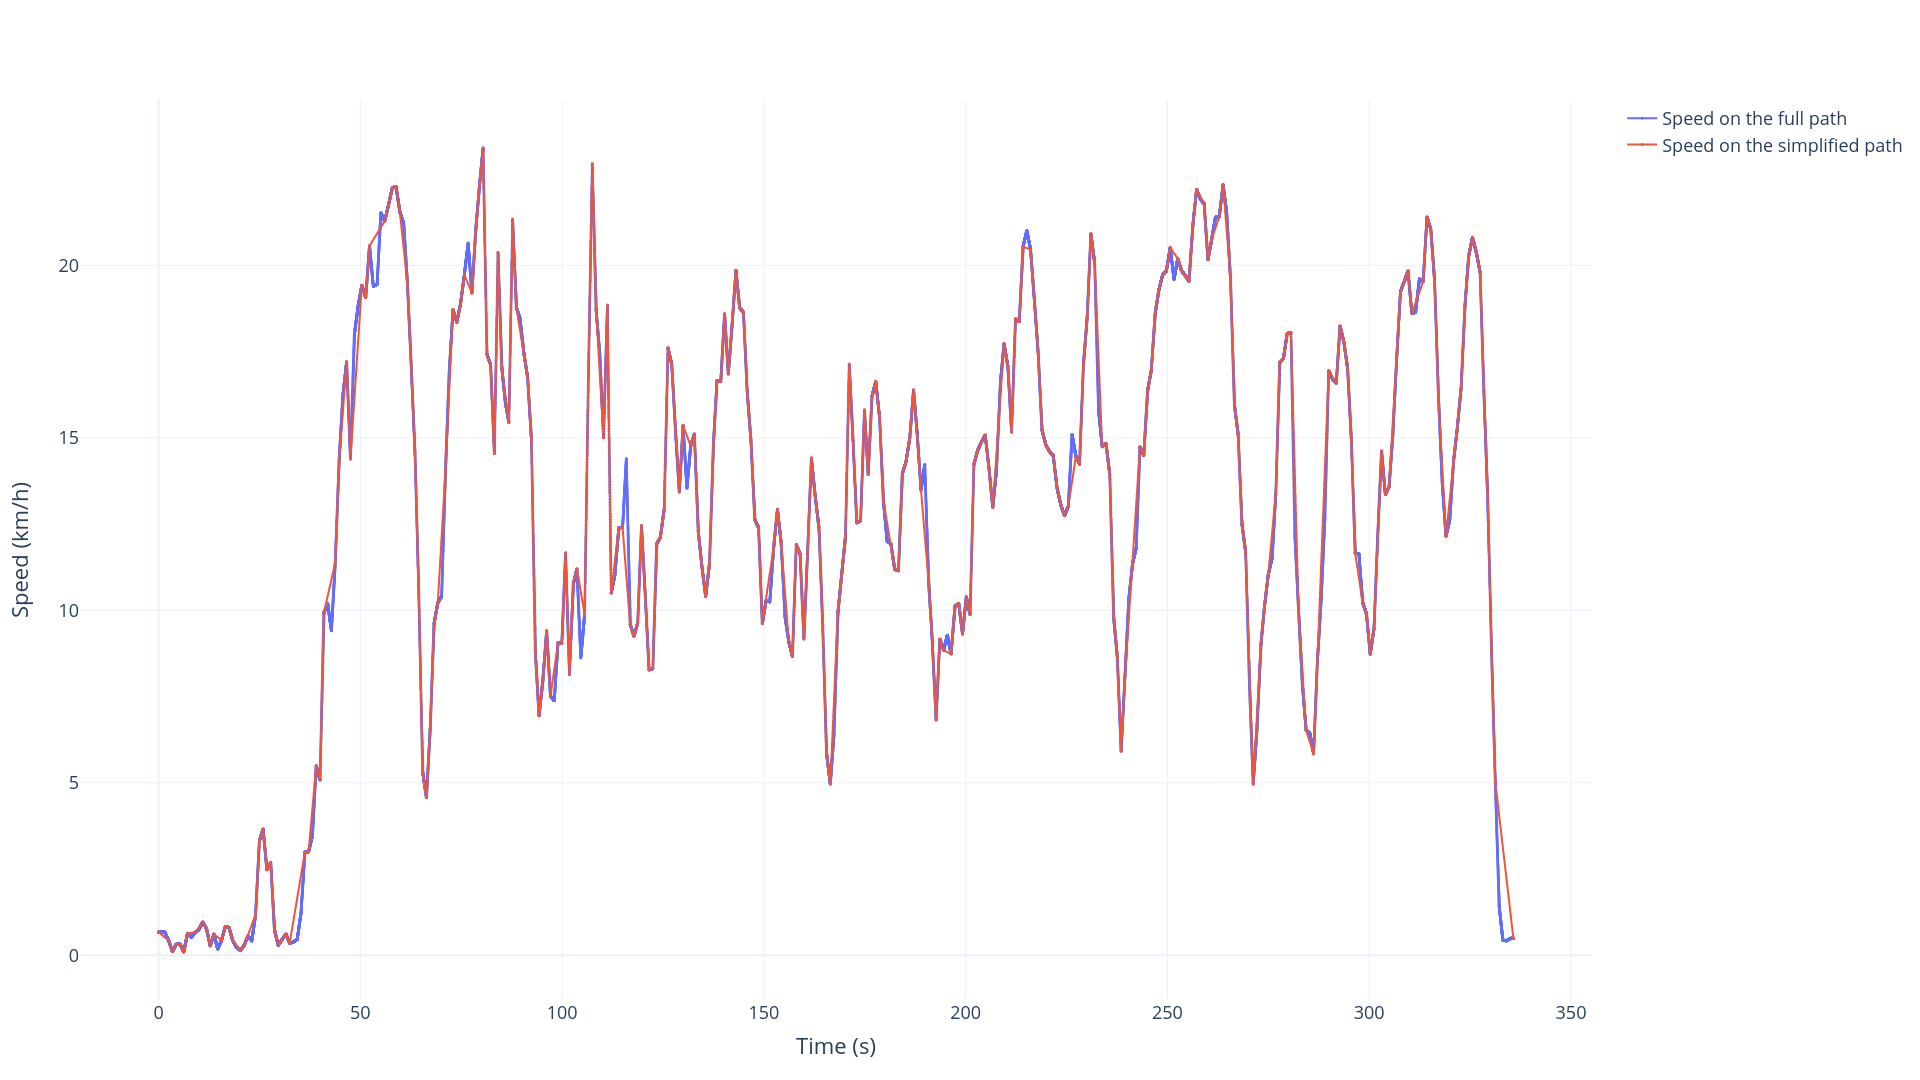 Speed on the full path
Speed on the simplified path
Speed (km/h)
20
15
10
5
0
0 50 100 150 200 250 300 350
Time (s)